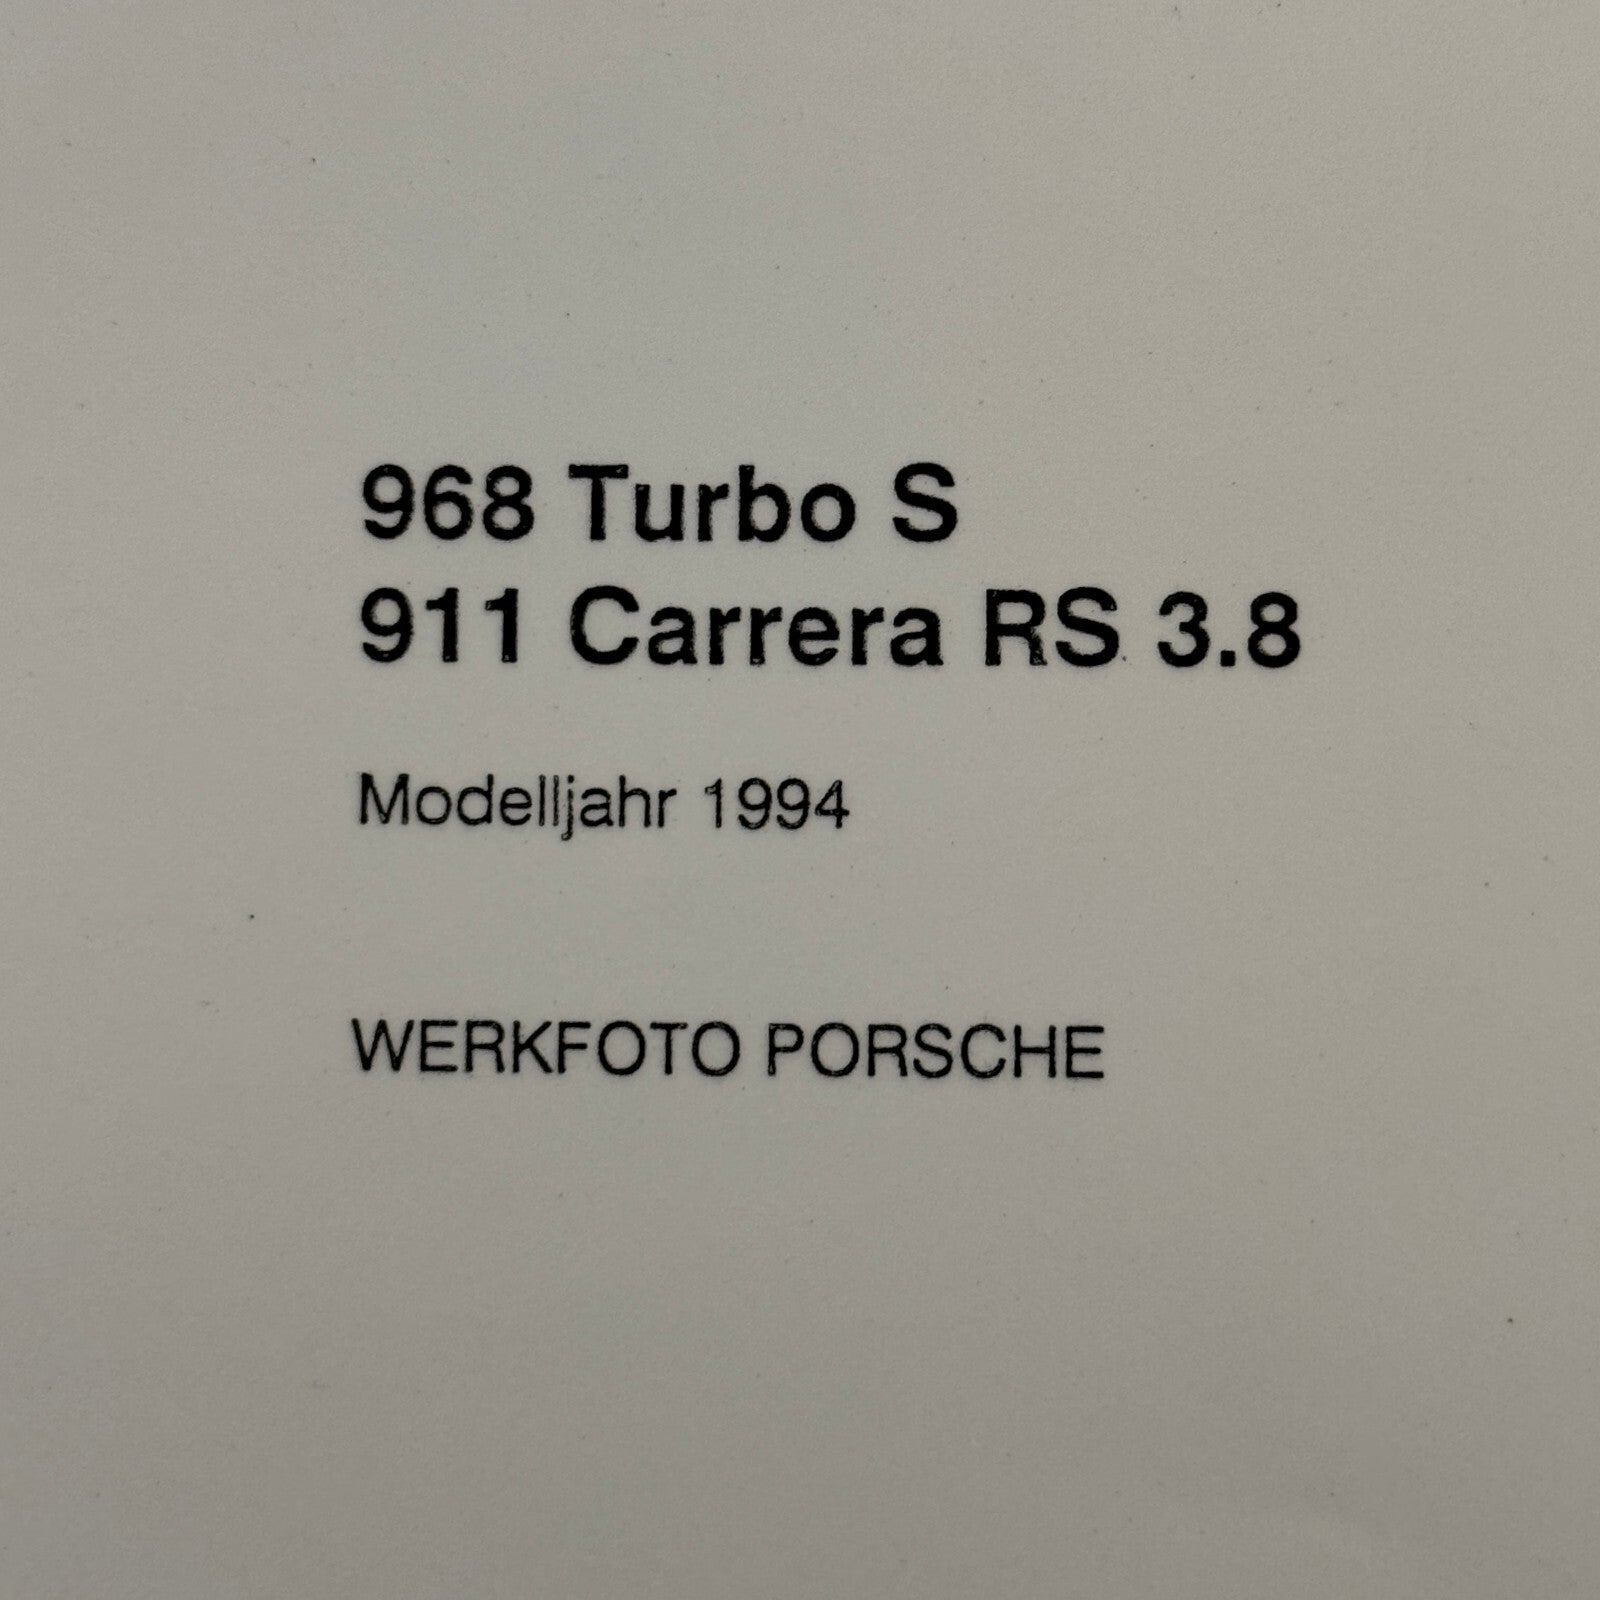 968 Turbo S
911 Carrera RS 3.8
Modelljahr 1994
WERKFOTO PORSCHE